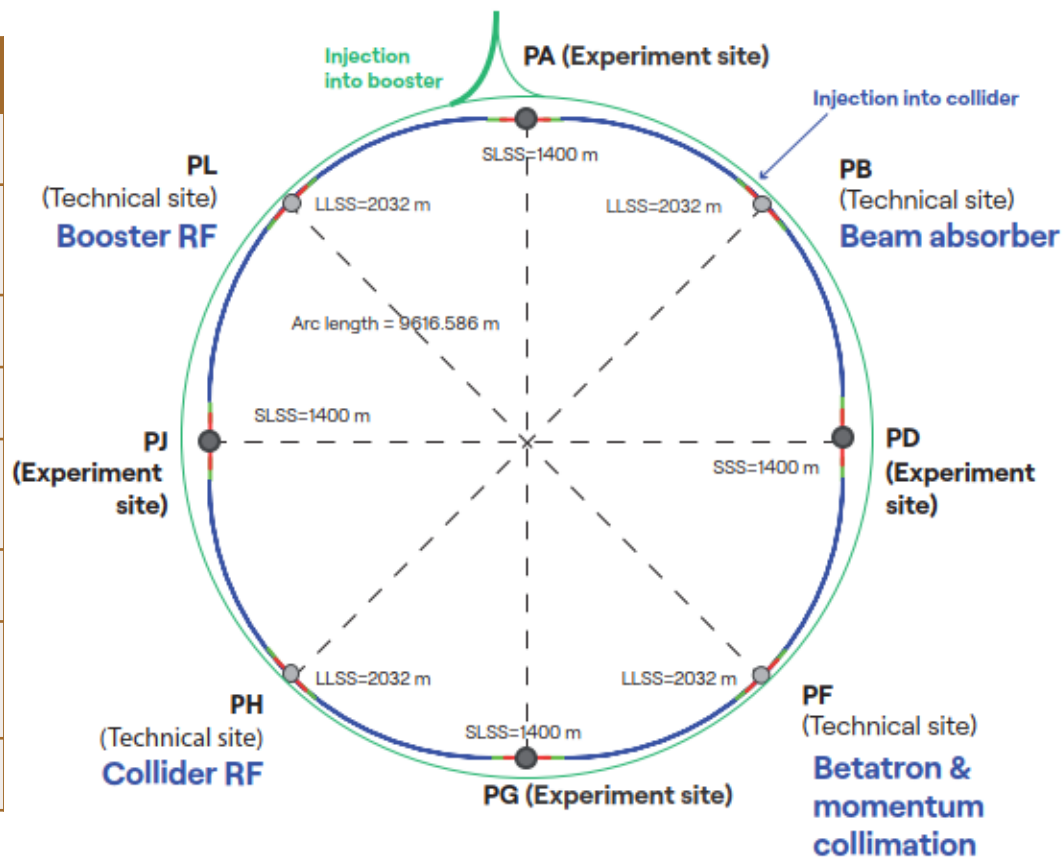 Injection
into booster
PA (Experiment site)
Injection into collider
SLSS=1400 m
PL
(Technical site)
Booster RF
LLSS=2032 m
LLSS=2032 m
PB
(Technical site)
Beam absorber
Arc length = 9616.586 m
SLSS=1400 m
PJ
(Experiment
site)
SSS=1400 m
PD
(Experiment
site)
LLSS=2032 m
LLSS=2032 m
PH
(Technical site)
Collider RF
SLSS=1400 m
PG (Experiment site)
PF
(Technical site)
Betatron &
momentum
collimation